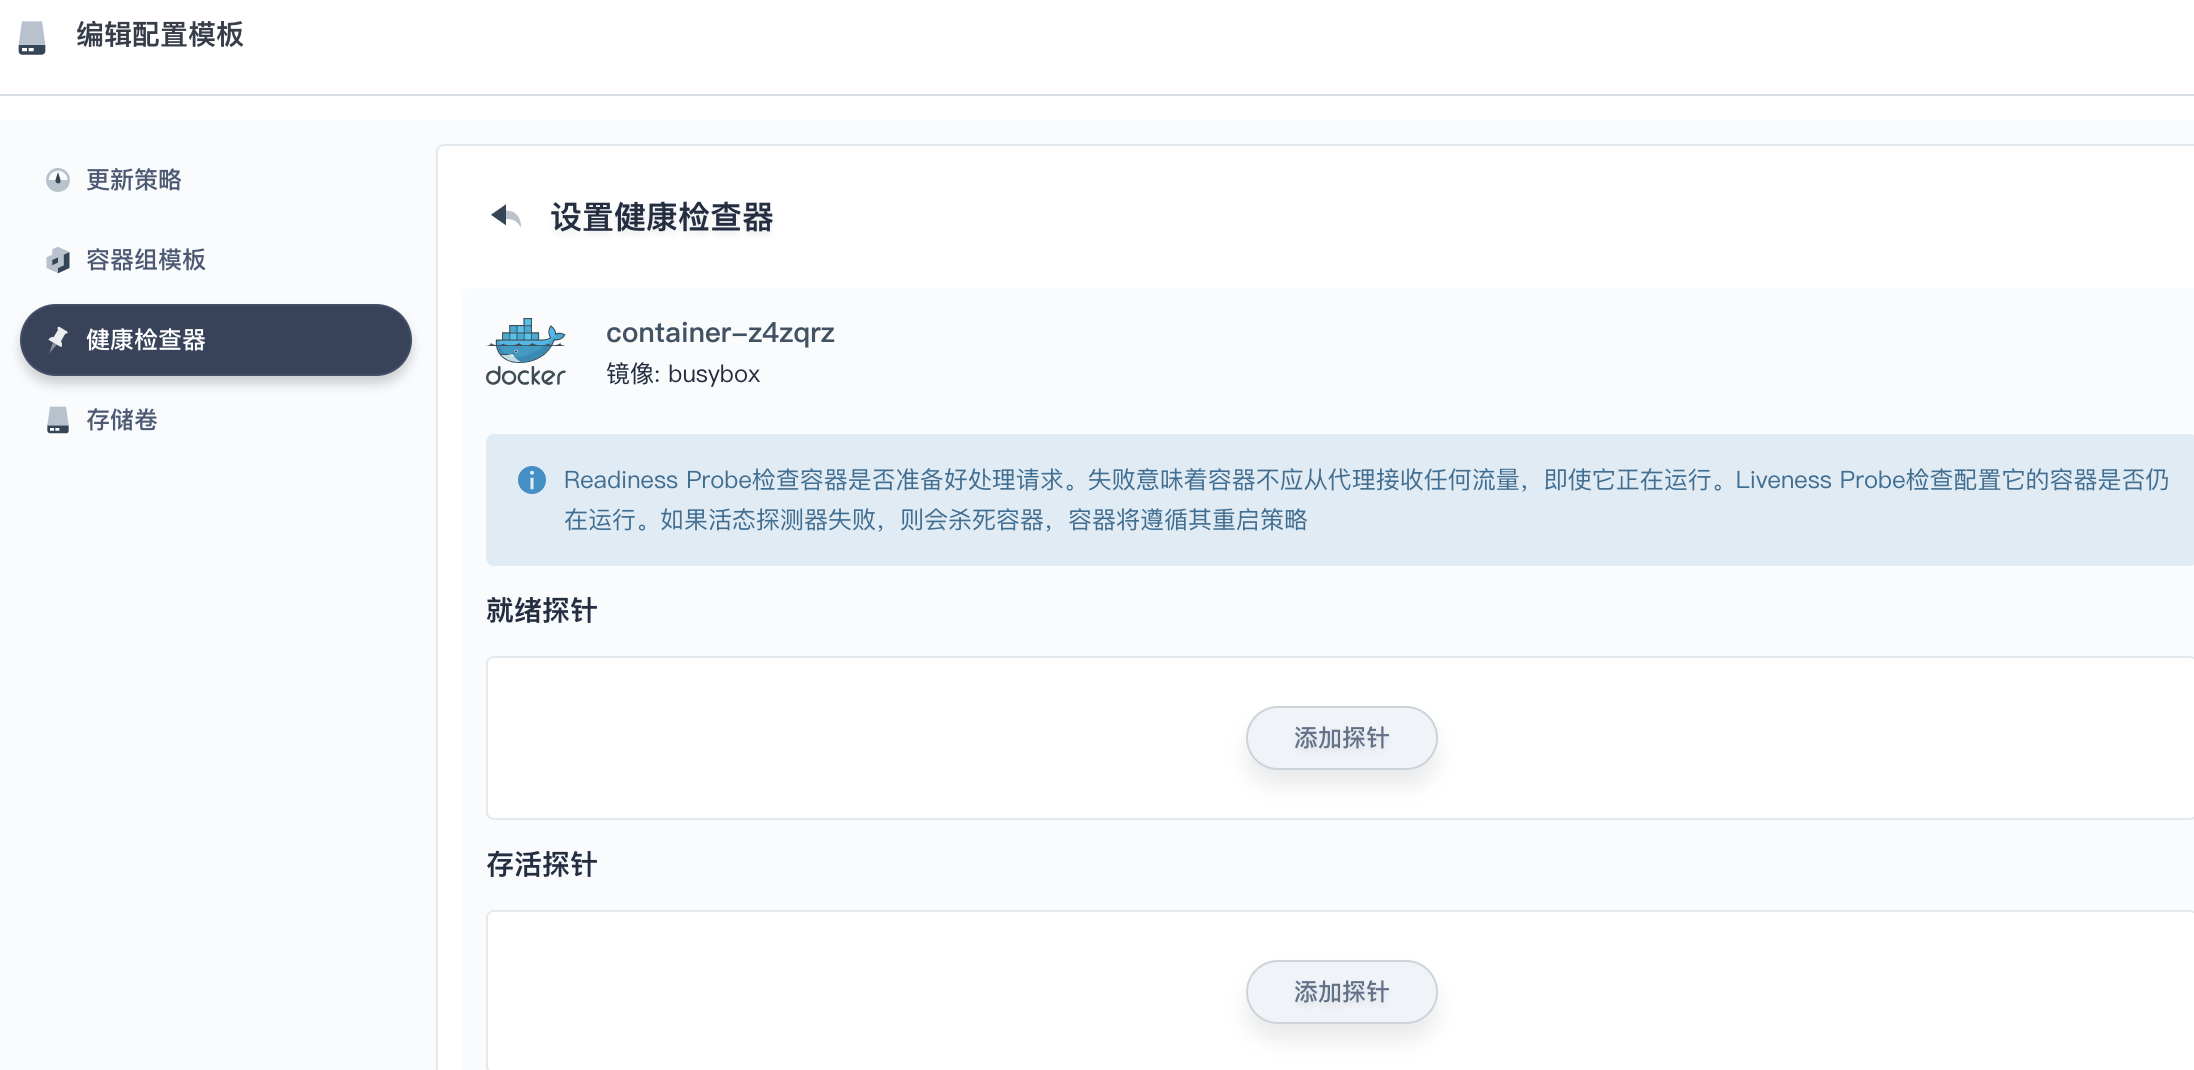 编辑配置模板
更新策略
容器组模板
健康检查器
存储卷
设置健康检查器
docker
container-z4zqrz
镜像: busybox
Readiness Probe检查容器是否准备好处理请求。失败意味着容器不应从代理接收任何流量，即使它正在运行。Liveness Probe检查配置它的容器是否仍
在运行。如果活态探测器失败，则会杀死容器，容器将遵循其重启策略
就绪探针
添加探针
存活探针
添加探针